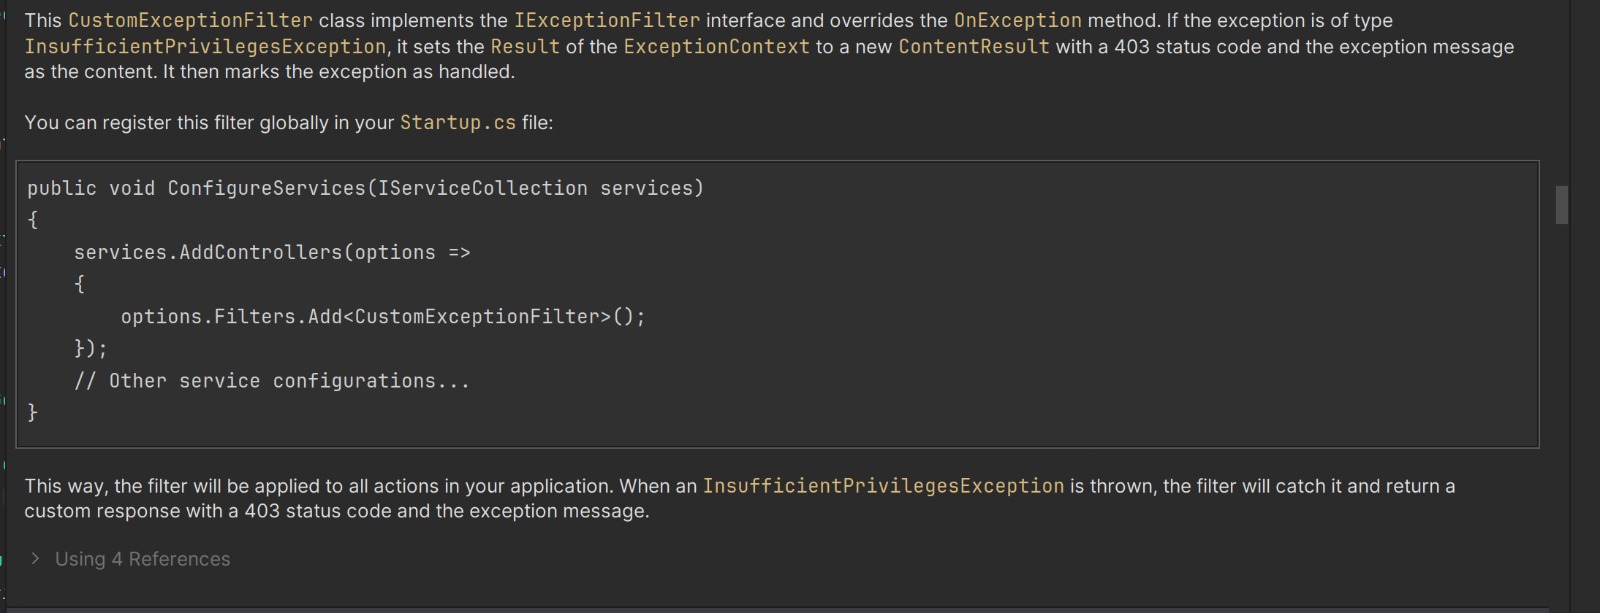 This CustomExceptionFilter class implements the IExceptionFilter interface and overrides the OnException method. If the exception is of type
InsufficientPrivilegesException, it sets the Result of the ExceptionContext to a new ContentResult with a 403 status code and the exception message
as the content. It then marks the exception as handled.
You can register this filter globally in your Startup.cs file:
public void ConfigureServices(IServiceCollection services)
{
    services.AddControllers(options =>
    {
        options.Filters.Add<CustomExceptionFilter>();
    });
    // Other service configurations...
}
This way, the filter will be applied to all actions in your application. When an InsufficientPrivilegesException is thrown, the filter will catch it and return a
custom response with a 403 status code and the exception message.
Using 4 References